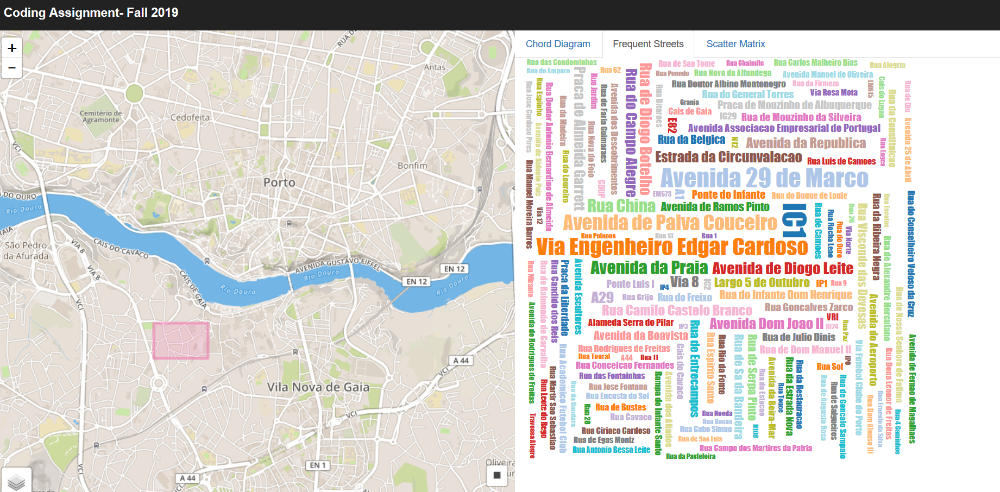 Coding Assignment- Fall 2019
+
−
Chord Diagram
Frequent Streets
Scatter Matrix
RUA D
Antas
Cemitério de
Agramonte
Cedofeita
VCI
Bonfim
Porto
DO OURO
Rio Douro
São Pedro
da Afurada
VIA 8
CAIS DO CAVACO
VIA 8
CAIS DE GAIA
AVENIDA GUSTAVO EIFFEL
Rio Douro
Rio Douro
EN 12
EN 12
Rio Douro
VCI
A 44
VCI
Vila Nova de Gaia
VCI
VCI
EN 1
A 44
Oliveira
Rua das Condominhas
Rua do Amparo
Rua 62
Rua de Sao Tome
Rua Chaimite
Rua Carlos Malheiro Dias
Rua Alegria
Rua Penedo
Rua Nova da Alfandega
Avenida Manoel de Oliveira
Rua Doutor Albino Montenegro
Rua da Firmeza
EM615
Rua do General Torres
Via Rosa Mota
Granja
Praca de Mouzinho de Albuquerque
Cais de Gaia
IC29
Rua de Mouzinho da Silveira
E82
Avenida Associacao Empresarial de Portugal
Rua da Belgica
N12
Avenida da Republica
Estrada da Circunvalacao
Rua Luis de Camoes
Avenida 29 de Marco
EM573
A1
Ponte do Infante
Rua do Duque de Loule
Rua Jose Cardoso Pires
Rua Espinho
Avenida de Sidonio Pais
Rua Doutor Antonio Bernardino de Almeida
Rua da Madeira
Rua do Loureiro
Praca de Almeida Garrett
Rua Jardim
Rua Nova do Fojo
Rua de Faria Guimaraes
CDUP
Avenida dos Descobrimentos
Rua do Campo Alegre
Rua de Diogo Botelho
Rua Bitaraes
Cais do Lugan
Rua da Constituicao
Rua Lages
Rua de Diu
Avenida 25 de Abril
Rua Manuel Moreira Barros
Via 12
Rua China
Avenida de Ramos Pinto
IC1
Avenida de Paiva Couceiro
Rua Polacos
Rua 13
Rua 1
Via Engenheiro Edgar Cardoso
Rua de Camoes
Rua Rocha Leao
Rua do Ouro
Via Norte
Rua 26
Rua Visconde das Devesas
Rua da Ribeira Negra
Rua Escolas
Rua de Alexandre Herculano
Rua do Conselheiro Veloso da Cruz
Avenida da Praia
Avenida de Diogo Leite
Ponte Luis I
IP4
Via 8
IC2
Largo 5 de Outubro
IP1
Rua 9
A29
Rua Grijo
Rua do Freixo
Rua do Infante Dom Henrique
Rua Camilo Castelo Branco
Rua Goncalves Zarco
Alameda Serra do Pilar
IP3
Avenida Dom Joao II
VRI
IC24
Rua Paz
Avenida da Boavista
Rua de Julio Dinis
Rua Rodrigues de Freitas
Rua de Dom Manuel II
Rua Toural
A44
Rua 11
IP0
Rua Conceicao Fernandes
Rua Sol
Rua das Fontainhas
Rua Jose Fontana
Rua Encosta do Sol
Rua de Bustes
Rua Cavaco
Rua 28
Rua Ciriaco Cardoso
Rua de Egas Moniz
Rua Antonio Bessa Leite
Rua Mirante
Rua de Raimundo de Carvalho
Rua Candido dos Reis
Praca da Liberdade
Avenida Escultores
Avenida de Rodrigues de Freitas
Rua Leote do Rego
Rua Martir Sao Sebastiao
Rua Academico Futebol Club
Rua da Gandara
Travessa Alegre
Rampa do Infante Santo
Avenida dos Aliados
Cais do Cavaco
Rua de Entrecampos
Rua Espirito Santo
Rua Rio da Fonte
Rua de Sa da Bandeira
Rua de Serpa Pinto
Rua da Estacao
Avenida da Beira-Mar
Rua Touce
Rua da Estrada Nova
Rua da Restauracao
N108
Rua Noeda
Rua Bocas
Rua Cabo Simao
Rua de Sao Luis
Rua Campo dos Martires da Patria
Rua da Pasteleira
Rua de Augusto Rosa
Rua de Salgueiros
Rua de Goncalo Sampaio
Via Futebol Clube do Porto
Avenida do Aeroporto
Rua Dom Afonso III
Rua Ernesto da Silva
Rua Dona Leonor de Freitas
Rua de Nossa Senhora de Fatima
Rua 4 Caminhos
Avenida de Fernao de Magalhaes